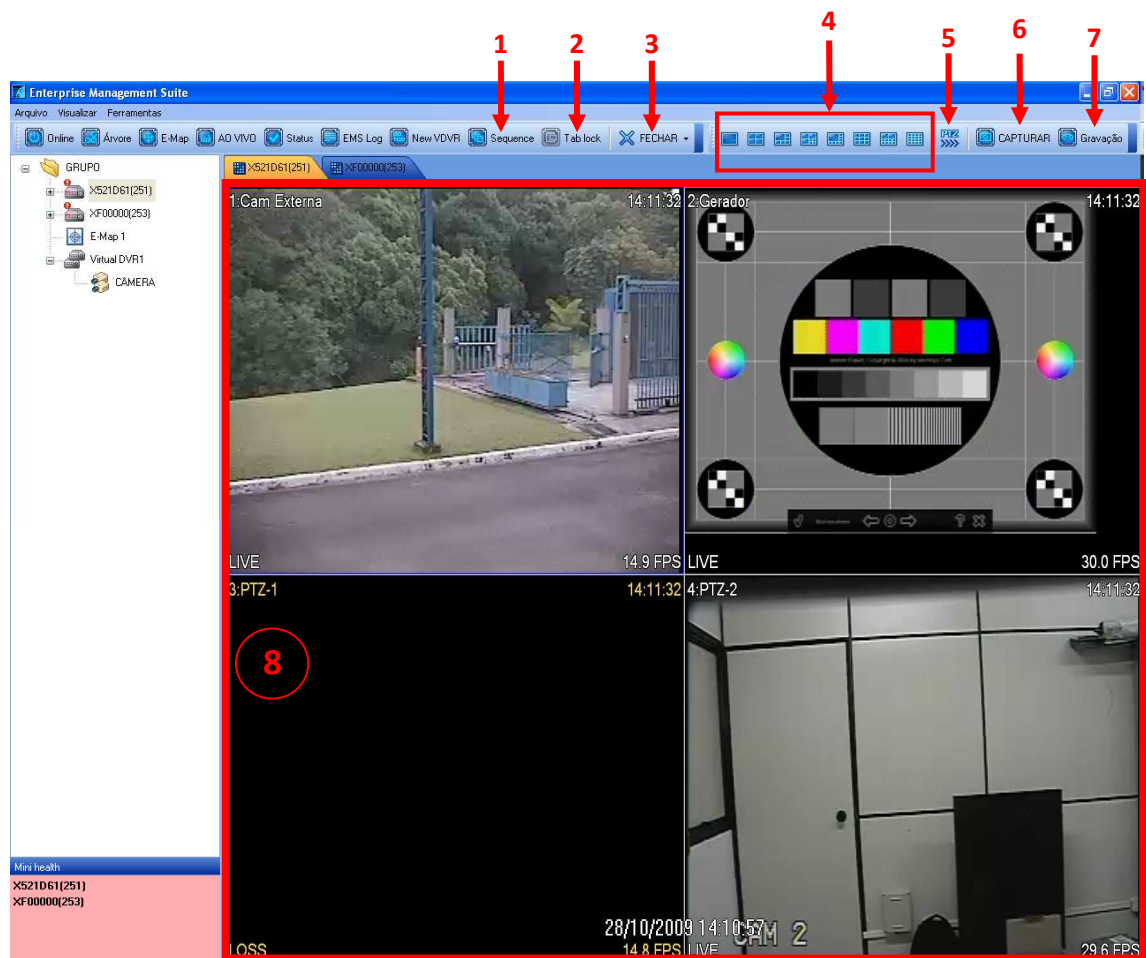 1 2 3 4 5 6 7
Enterprise Management Suite
Arquivo Visualizar Ferramentas
Online Árvore E-Map AO VIVO Status EMS Log New VDVR Sequence Tab lock FECHAR PTZ CAPTURAR Gravação
GRUPO
X521D61(251)
XF00000(253)
E-Map 1
Virtual DVR1
CÂMERA
X521D61(251) XF00000(253)
1:Cam Externa 14:11:32
LIVE 14.9 FPS
2:Gerador 14:11:32
LIVE 30.0 FPS
3:PTZ-1 14:11:32
8
LOSS 14.8 FPS
4:PTZ-2 14:11:32
28/10/2009 14:10:57
CAM 2
LIVE 29.6 FPS
Mini health
X521D61(251)
XF00000(253)